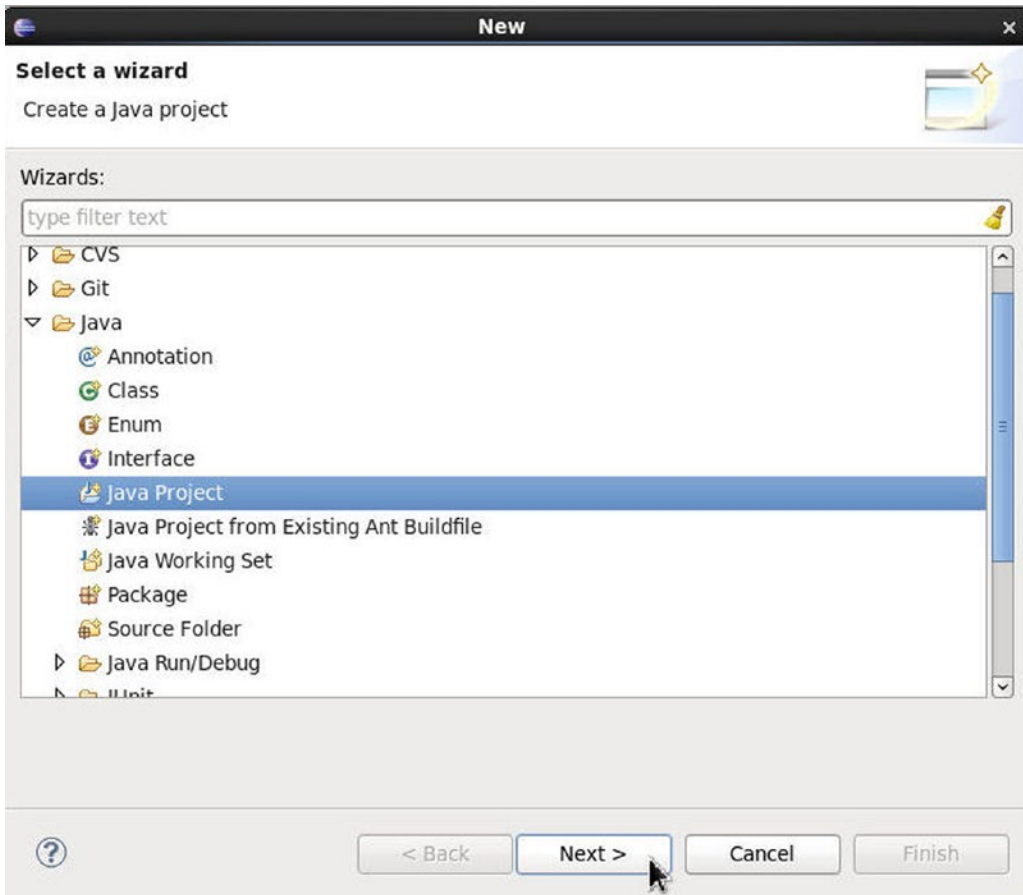 New
Select a wizard
Create a Java project
Wizards:
type filter text
CVS
Git
Java
Annotation
Class
Enum
Interface
Java Project
Java Project from Existing Ant Buildfile
Java Working Set
Package
Source Folder
Java Run/Debug
JUnit
< Back Next > Cancel Finish